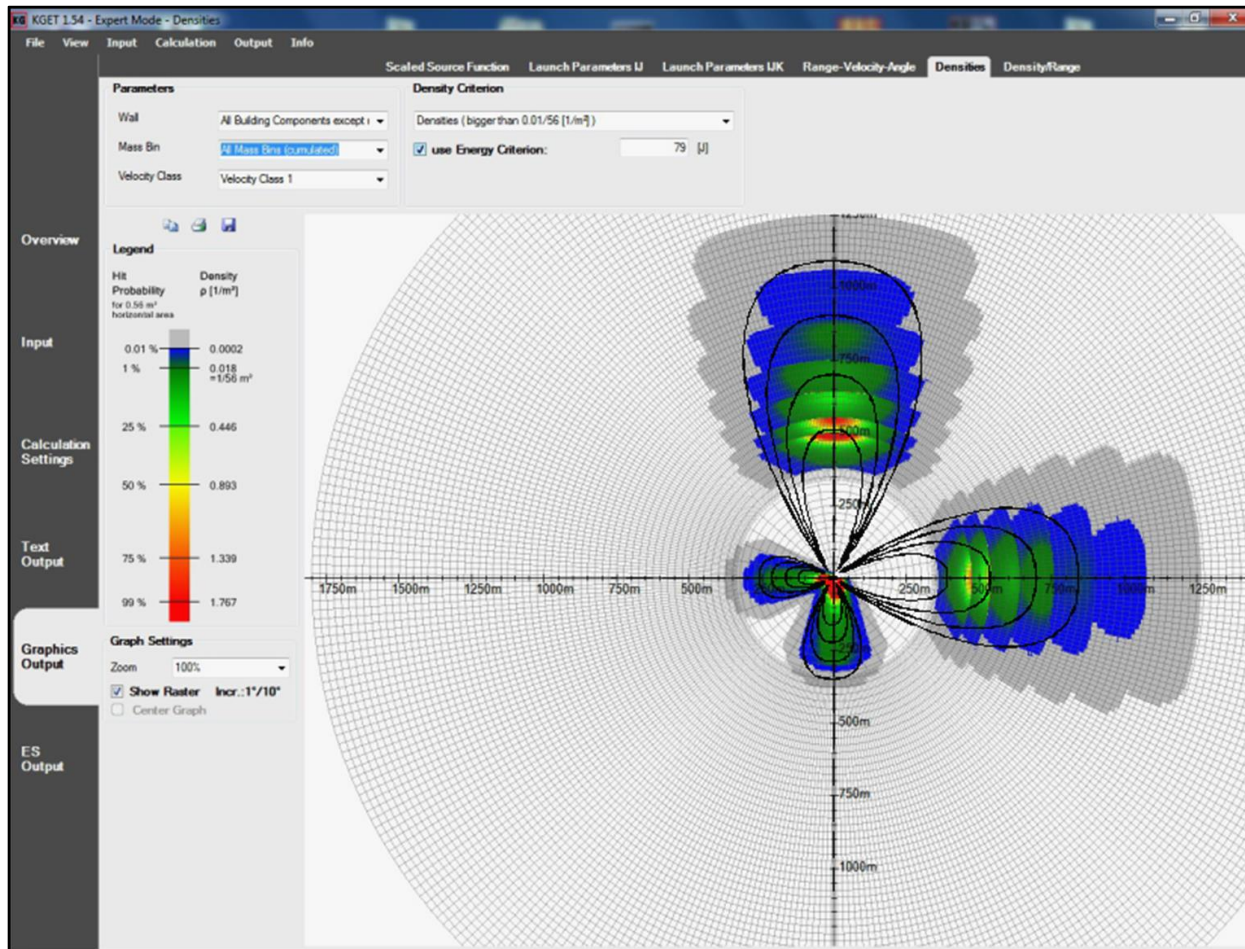 KG KGET 1.54 - Expert Mode - Densities
File View Input Calculation Output Info
Scaled Source Function Launch Parameters IJ Launch Parameters IJK Range-Velocity-Angle Densities Density/Range
Parameters
Wall All Building Components except r
Mass Bin All Mass Bins (cumulated)
Velocity Class Velocity Class 1
Density Criterion
Densities ( bigger than 0.01/56 [1/m²] )
use Energy Criterion: 79 [J]
Overview
Input
Calculation
Settings
Text
Output
Graphics
Output
ES
Output
Legend
Hit Density
Probability ρ [1/m²]
for 0.56 m²
horizontal area
0.01 % 0.0002
1 % 0.018
=1/56 m²
25 % 0.446
50 % 0.893
75 % 1.339
99 % 1.767
Graph Settings
Zoom 100%
Show Raster Incr.:1°/10°
Center Graph
1250m
1000m
750m
500m
250m
1750m 1500m 1250m 1000m 750m 500m 250m 250m 500m 750m 1000m 1250m
250m
500m
750m
1000m